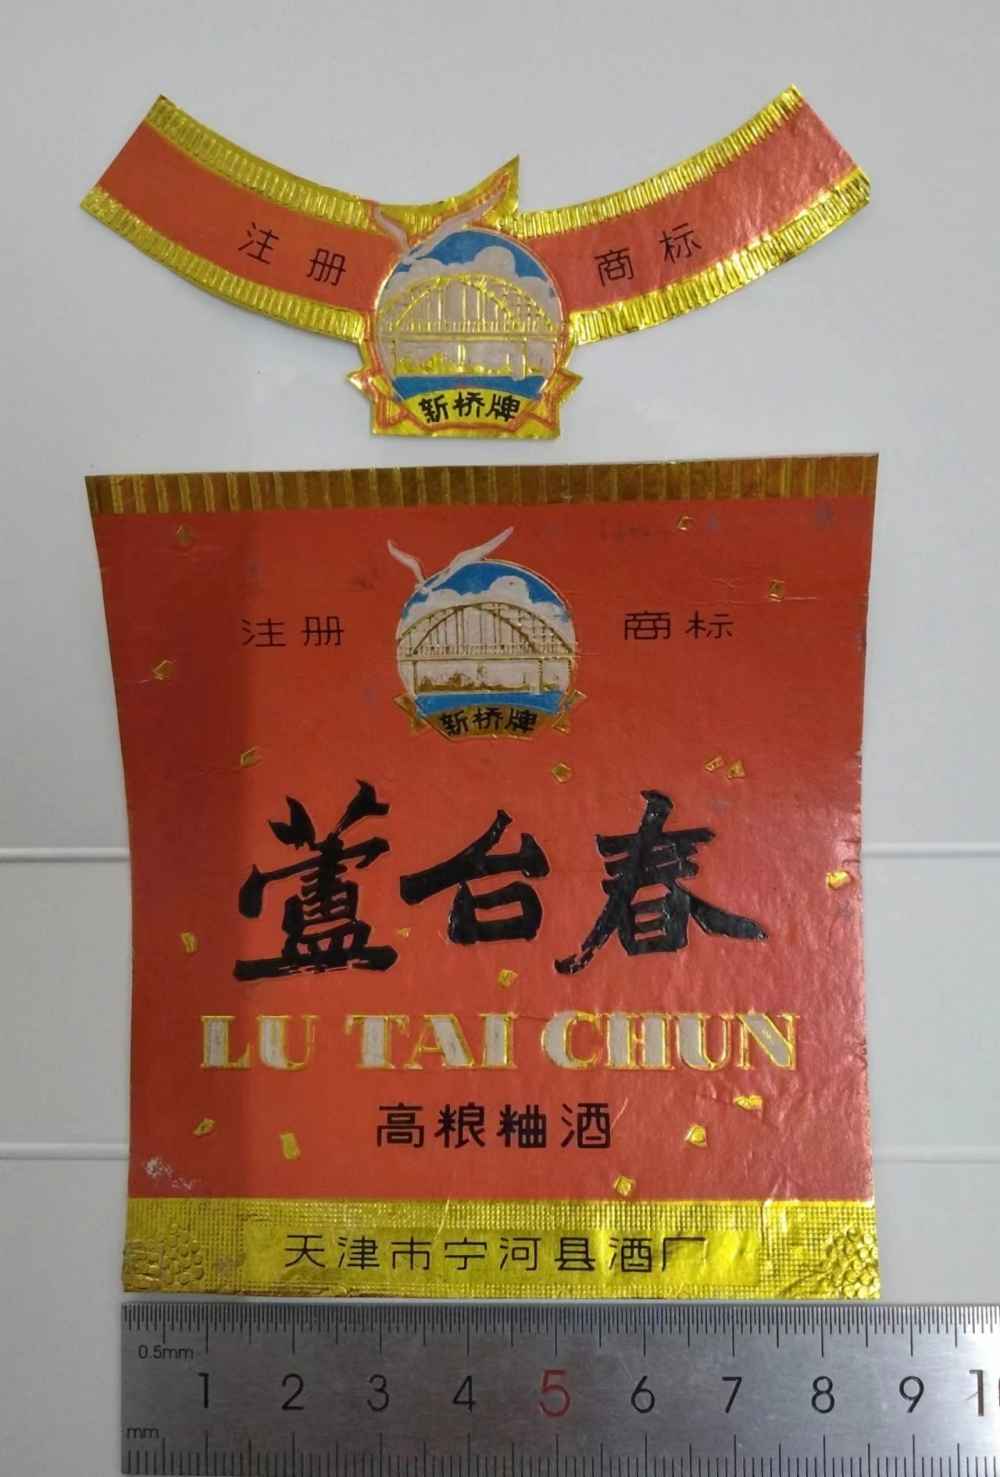 注册 商标
新桥牌
注册 商标
新桥牌
蘆台春
LU TAI CHUN
高粮粬酒
天津市宁河县酒厂
0.5mm
1 2 3 4 5 6 7 8 9 10
mm